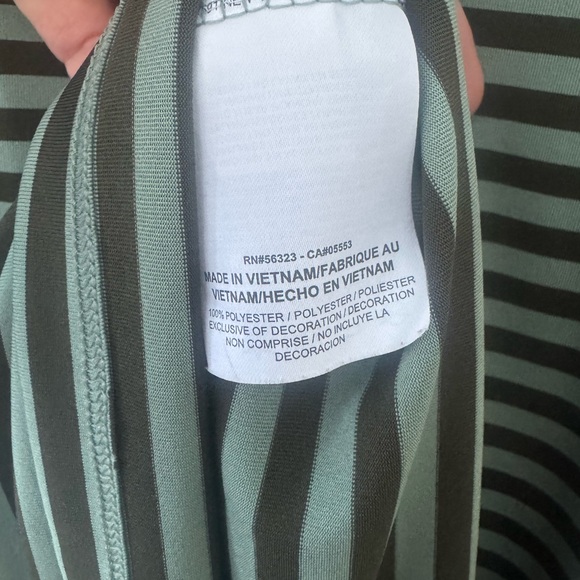 RN#56323 - CA#05553
MADE IN VIETNAM/FABRIQUE AU
VIETNAM/HECHO EN VIETNAM
100% POLYESTER / POLYESTER / POLIESTER
EXCLUSIVE OF DECORATION / DECORATION
NON COMPRISE / NO INCLUYE LA
DECORACION